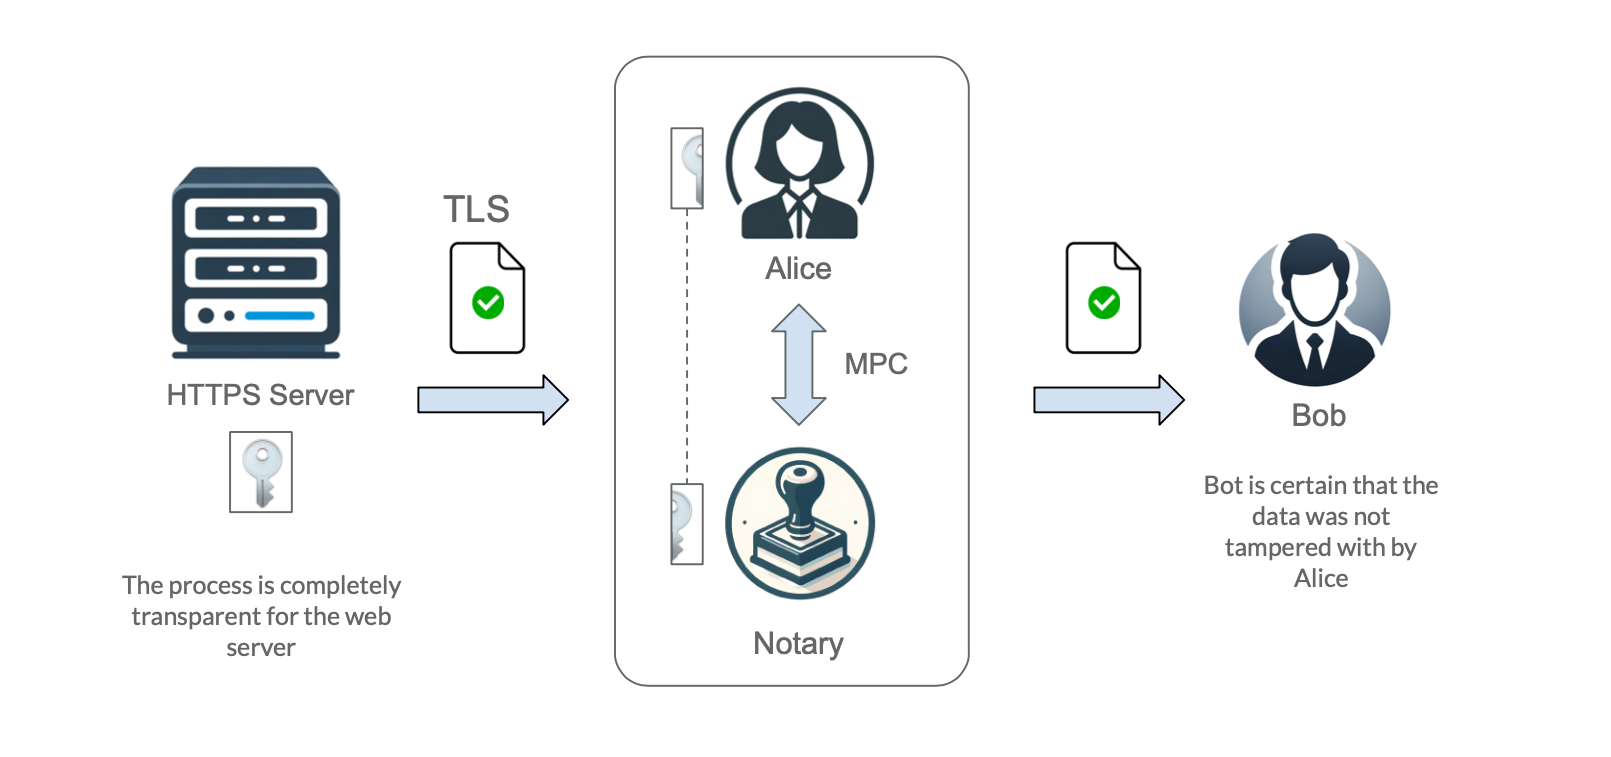 TLS
HTTPS Server
The process is completely
transparent for the web
server
Alice
MPC
Notary
Bob
Bot is certain that the
data was not
tampered with by
Alice